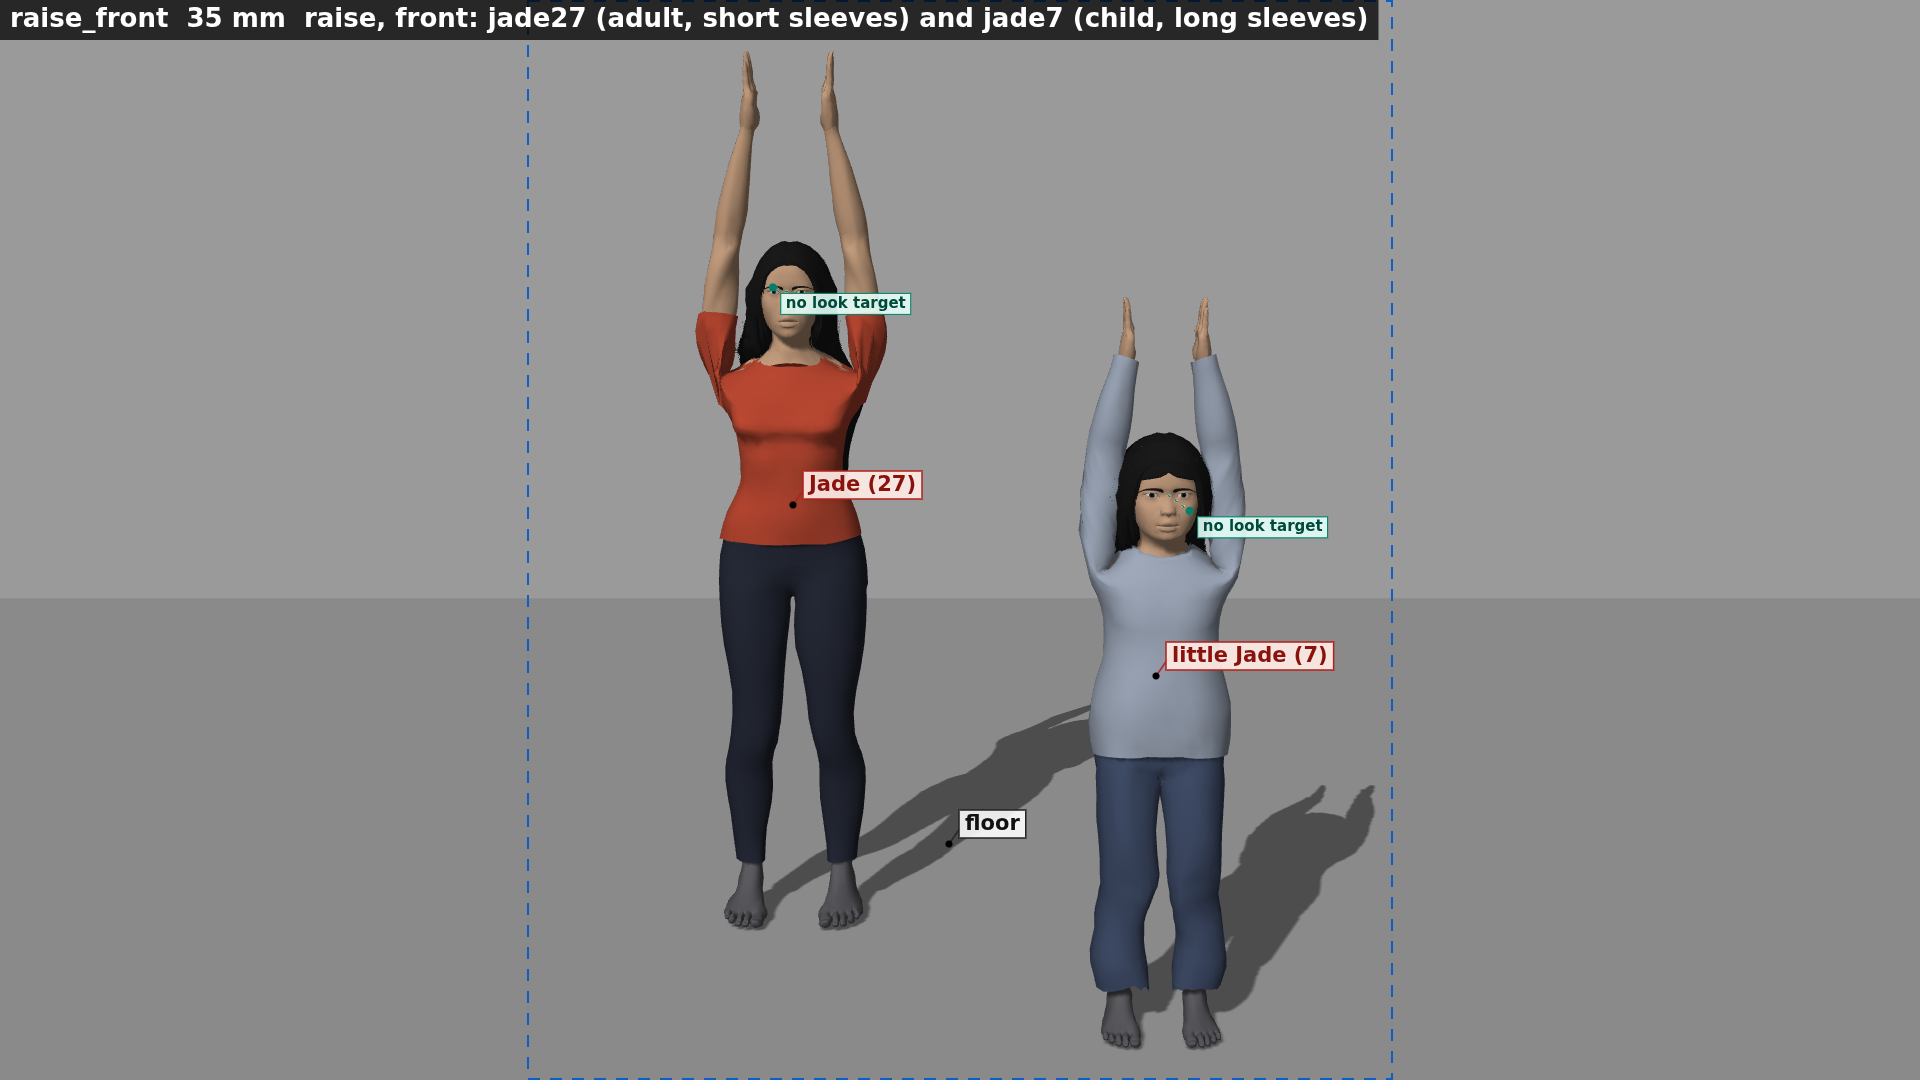 raise_front  35 mm  raise, front: jade27 (adult, short sleeves) and jade7 (child, long sleeves)
no look target
Jade (27)
no look target
little Jade (7)
floor